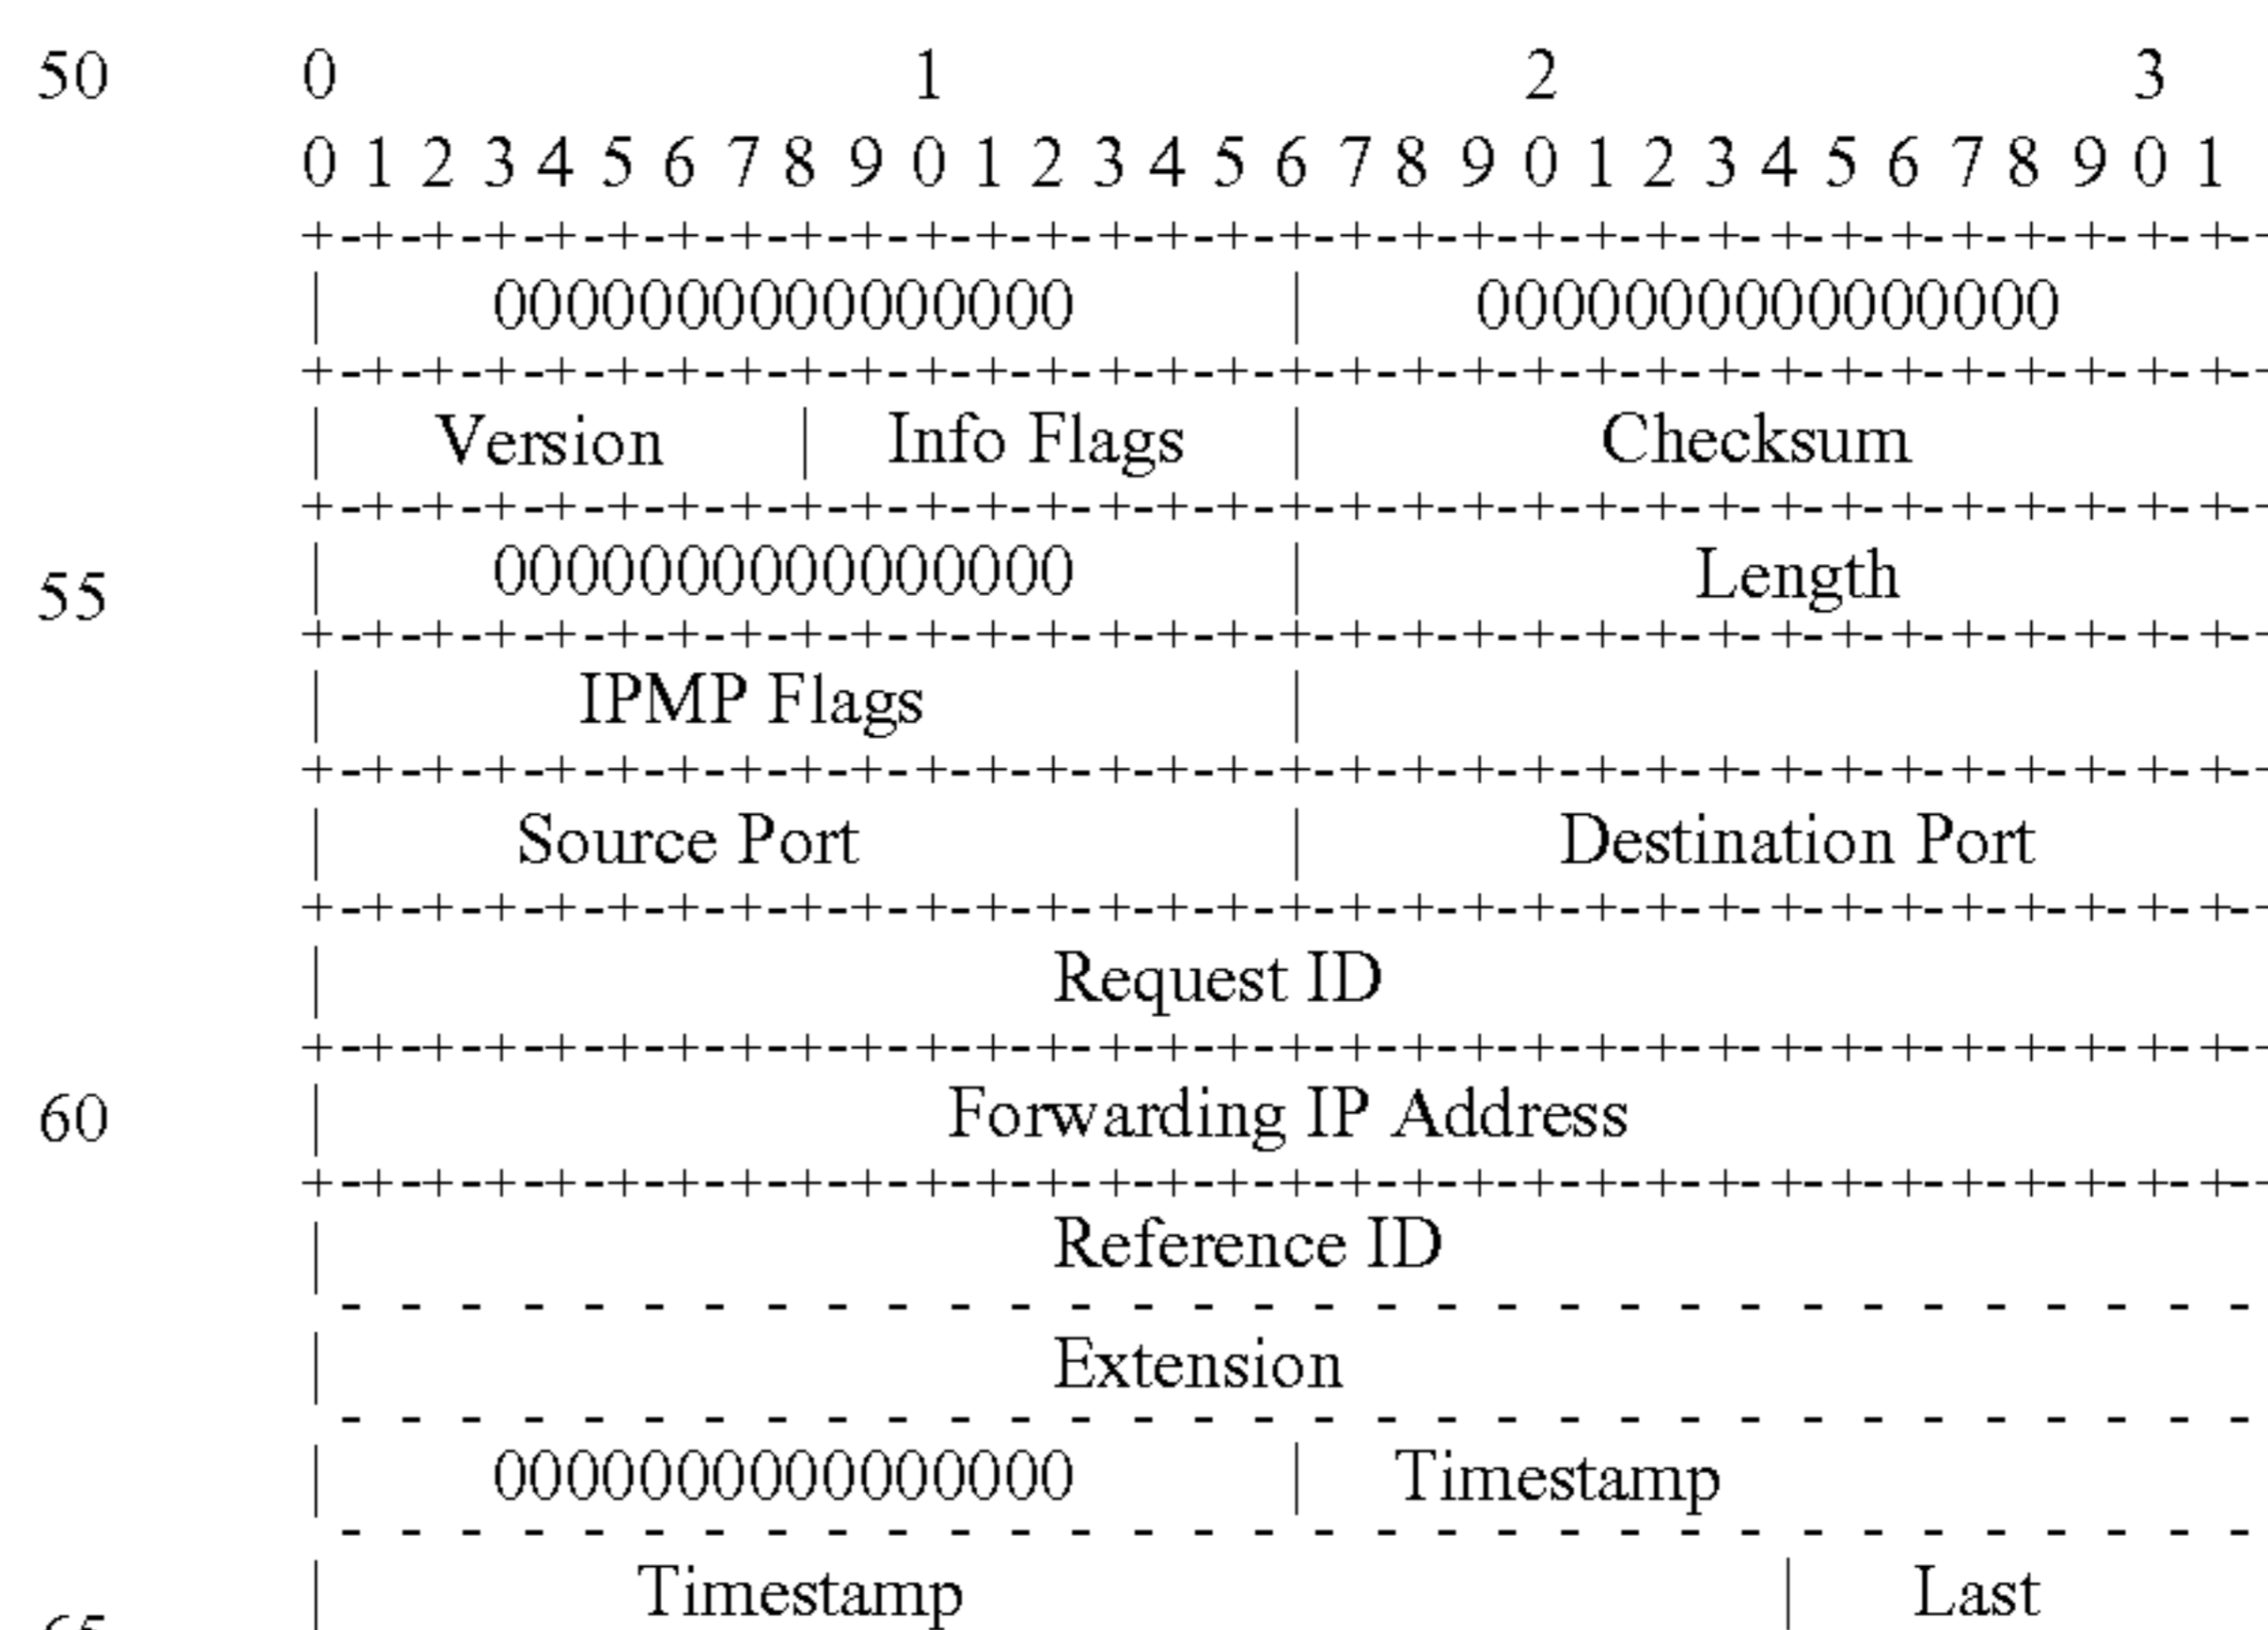 50 0 1 2 3
0 1 2 3 4 5 6 7 8 9 0 1 2 3 4 5 6 7 8 9 0 1 2 3 4 5 6 7 8 9 0 1
+-+-+-+-+-+-+-+-+-+-+-+-+-+-+-+-+-+-+-+-+-+-+-+-+-+-+-+-+-+-+-+-
| 0000000000000000 | 0000000000000000
+-+-+-+-+-+-+-+-+-+-+-+-+-+-+-+-+-+-+-+-+-+-+-+-+-+-+-+-+-+-+-+-
| Version | Info Flags | Checksum
+-+-+-+-+-+-+-+-+-+-+-+-+-+-+-+-+-+-+-+-+-+-+-+-+-+-+-+-+-+-+-+-
55 | 0000000000000000 | Length
+-+-+-+-+-+-+-+-+-+-+-+-+-+-+-+-+-+-+-+-+-+-+-+-+-+-+-+-+-+-+-+-
| IPMP Flags |
+-+-+-+-+-+-+-+-+-+-+-+-+-+-+-+-+-+-+-+-+-+-+-+-+-+-+-+-+-+-+-+-
| Source Port | Destination Port
+-+-+-+-+-+-+-+-+-+-+-+-+-+-+-+-+-+-+-+-+-+-+-+-+-+-+-+-+-+-+-+-
| Request ID
+-+-+-+-+-+-+-+-+-+-+-+-+-+-+-+-+-+-+-+-+-+-+-+-+-+-+-+-+-+-+-+-
60 | Forwarding IP Address
+-+-+-+-+-+-+-+-+-+-+-+-+-+-+-+-+-+-+-+-+-+-+-+-+-+-+-+-+-+-+-+-
| Reference ID
- - - - - - - - - - - - - - - - - - - - - - - - - - - - - - - -
| Extension
- - - - - - - - - - - - - - - - - - - - - - - - - - - - - - - -
| 0000000000000000 | Timestamp
- - - - - - - - - - - - - - - - - - - - - - - - - - - - - - - -
| Timestamp | Last